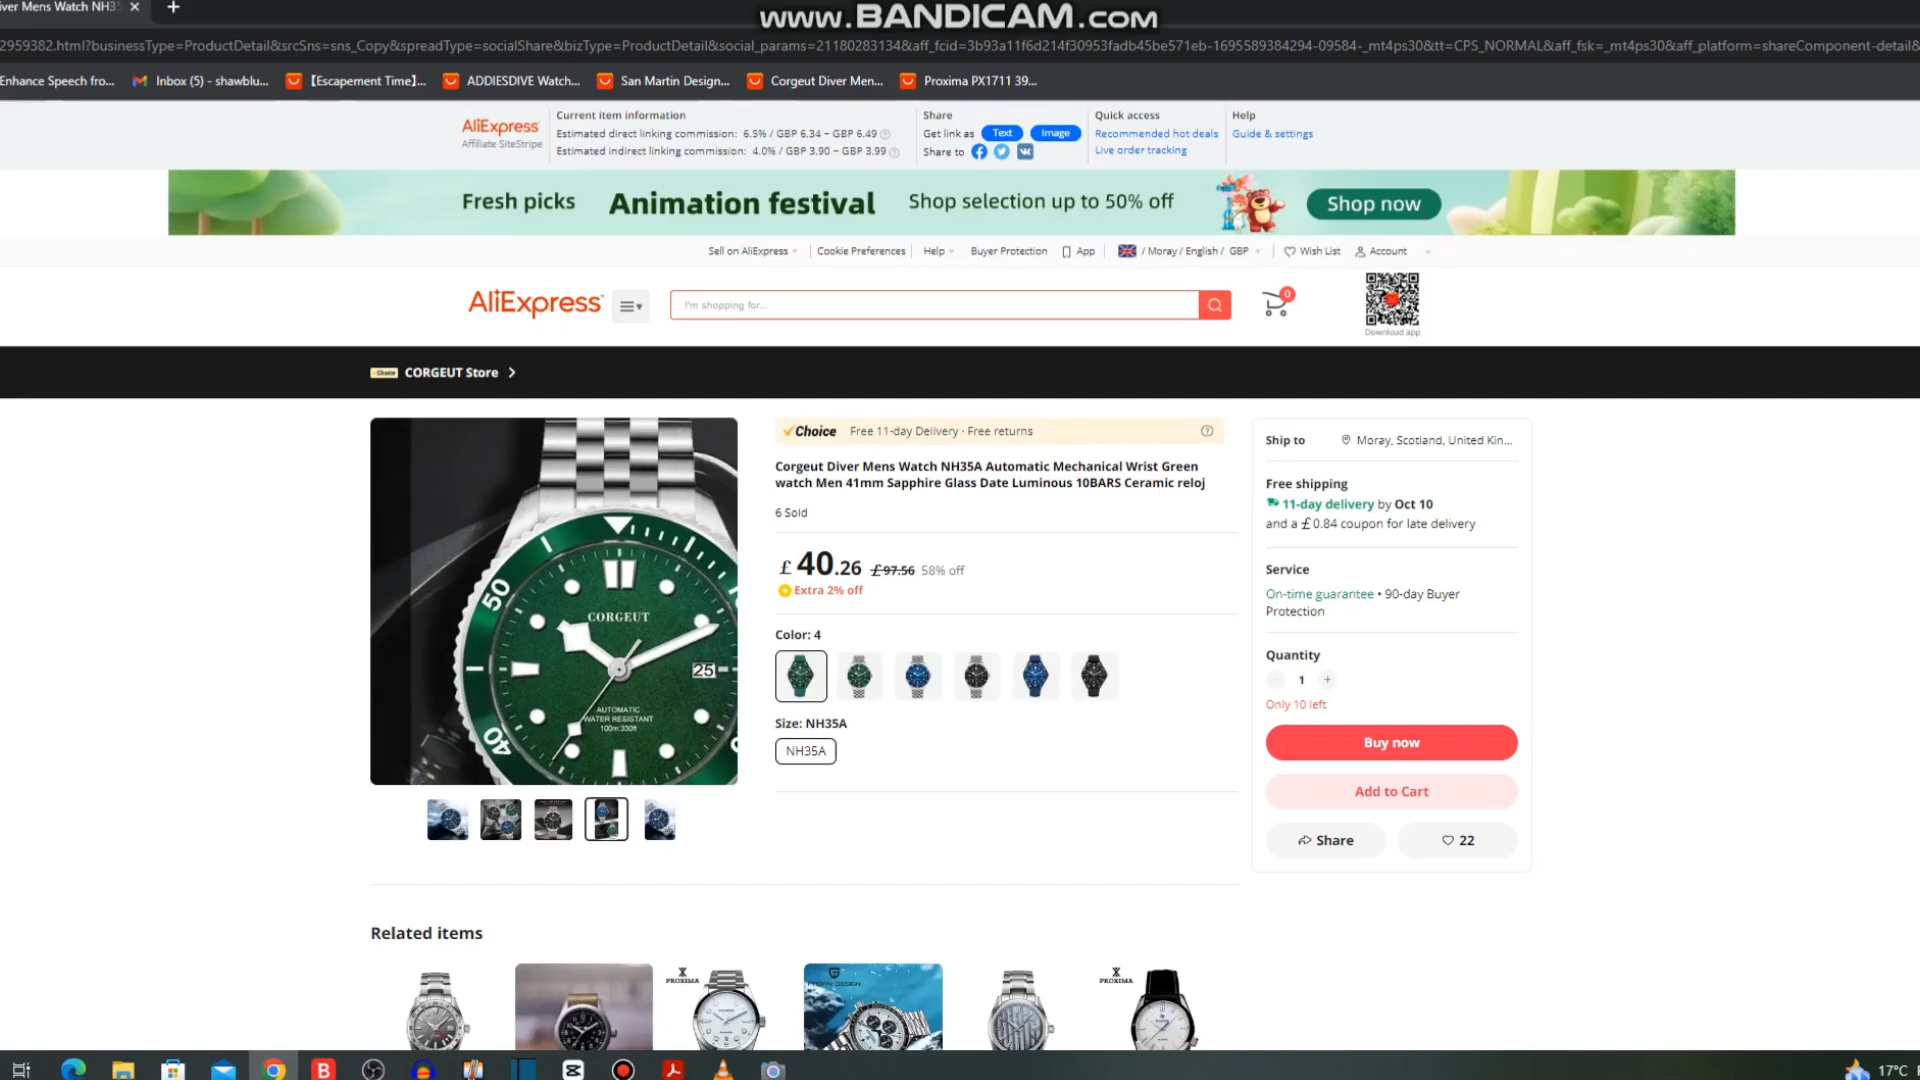 www.BANDICAM.com
iver Mens Watch NH35
2959382.html?businessType=ProductDetail&srcSns=sns_Copy&spreadType=socialShare&bizType=ProductDetail&social_params=21180283134&aff_fcid=3b93a11f6d214f30953fadb45be571eb-1695589384294-09584-_mt4ps30&tt=CPS_NORMAL&aff_fsk=_mt4ps30&aff_platform=shareComponent-detail&
Enhance Speech fro... Inbox (5) - shawblu... 【Escapement Time】... ADDIESDIVE Watch... San Martin Design... Corgeut Diver Men... Proxima PX1711 39...
AliExpress
Affiliate SiteStripe
Current item information
Estimated direct linking commission: 6.5% / GBP 6.34 ~ GBP 6.49
Estimated indirect linking commission: 4.0% / GBP 3.90 ~ GBP 3.99
Share
Get link as Text Image
Share to
Quick access
Recommended hot deals
Live order tracking
Help
Guide & settings
Fresh picks Animation festival Shop selection up to 50% off Shop now
Sell on AliExpress Cookie Preferences Help Buyer Protection App / Moray / English / GBP Wish List Account
AliExpress
I'm shopping for...
0
Download app
Choice CORGEUT Store
50
CORGEUT
25
AUTOMATIC
WATER RESISTANT
100m:330ft
40
Choice Free 11-day Delivery · Free returns
Corgeut Diver Mens Watch NH35A Automatic Mechanical Wrist Green
watch Men 41mm Sapphire Glass Date Luminous 10BARS Ceramic reloj
6 Sold
£40.26 £97.56 58% off
Extra 2% off
Color: 4
Size: NH35A
NH35A
Ship to Moray, Scotland, United Kin...
Free shipping
11-day delivery by Oct 10
and a £0.84 coupon for late delivery
Service
On-time guarantee • 90-day Buyer
Protection
Quantity
- 1 +
Only 10 left
Buy now
Add to Cart
Share 22
Related items
PROXIMA
PROXIMA
17°C